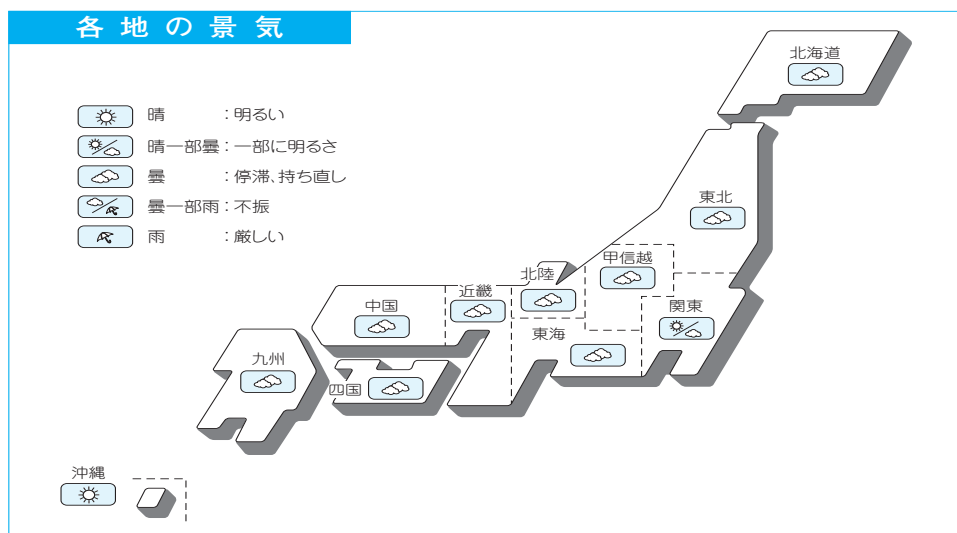 各地の景気
北海道
晴　　　：明るい
晴一部曇：一部に明るさ
曇　　　：停滞、持ち直し
曇一部雨：不振
雨　　　：厳しい
東北
甲信越
北陸
近畿
中国
関東
東海
九州
四国
沖縄